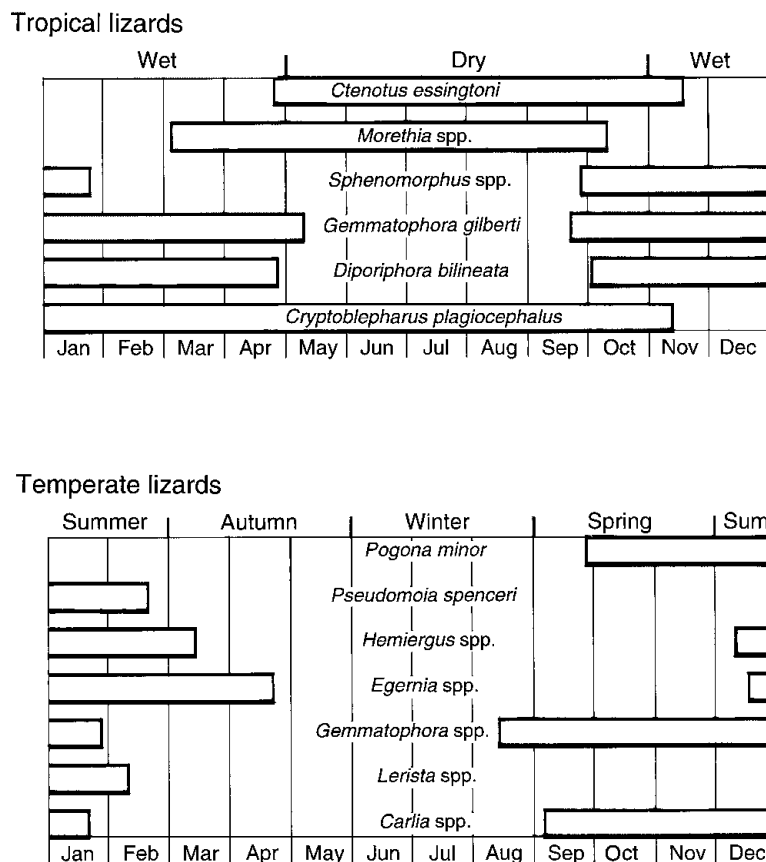 Tropical lizards
Wet Dry Wet
Ctenotus essingtoni
Morethia spp.
Sphenomorphus spp.
Gemmatophora gilberti
Diporiphora bilineata
Cryptoblepharus plagiocephalus
Jan Feb Mar Apr May Jun Jul Aug Sep Oct Nov Dec
Temperate lizards
Summer Autumn Winter Spring Sum
Pogona minor
Pseudomoia spenceri
Hemiergus spp.
Egernia spp.
Gemmatophora spp.
Lerista spp.
Carlia spp.
Jan Feb Mar Apr May Jun Jul Aug Sep Oct Nov Dec